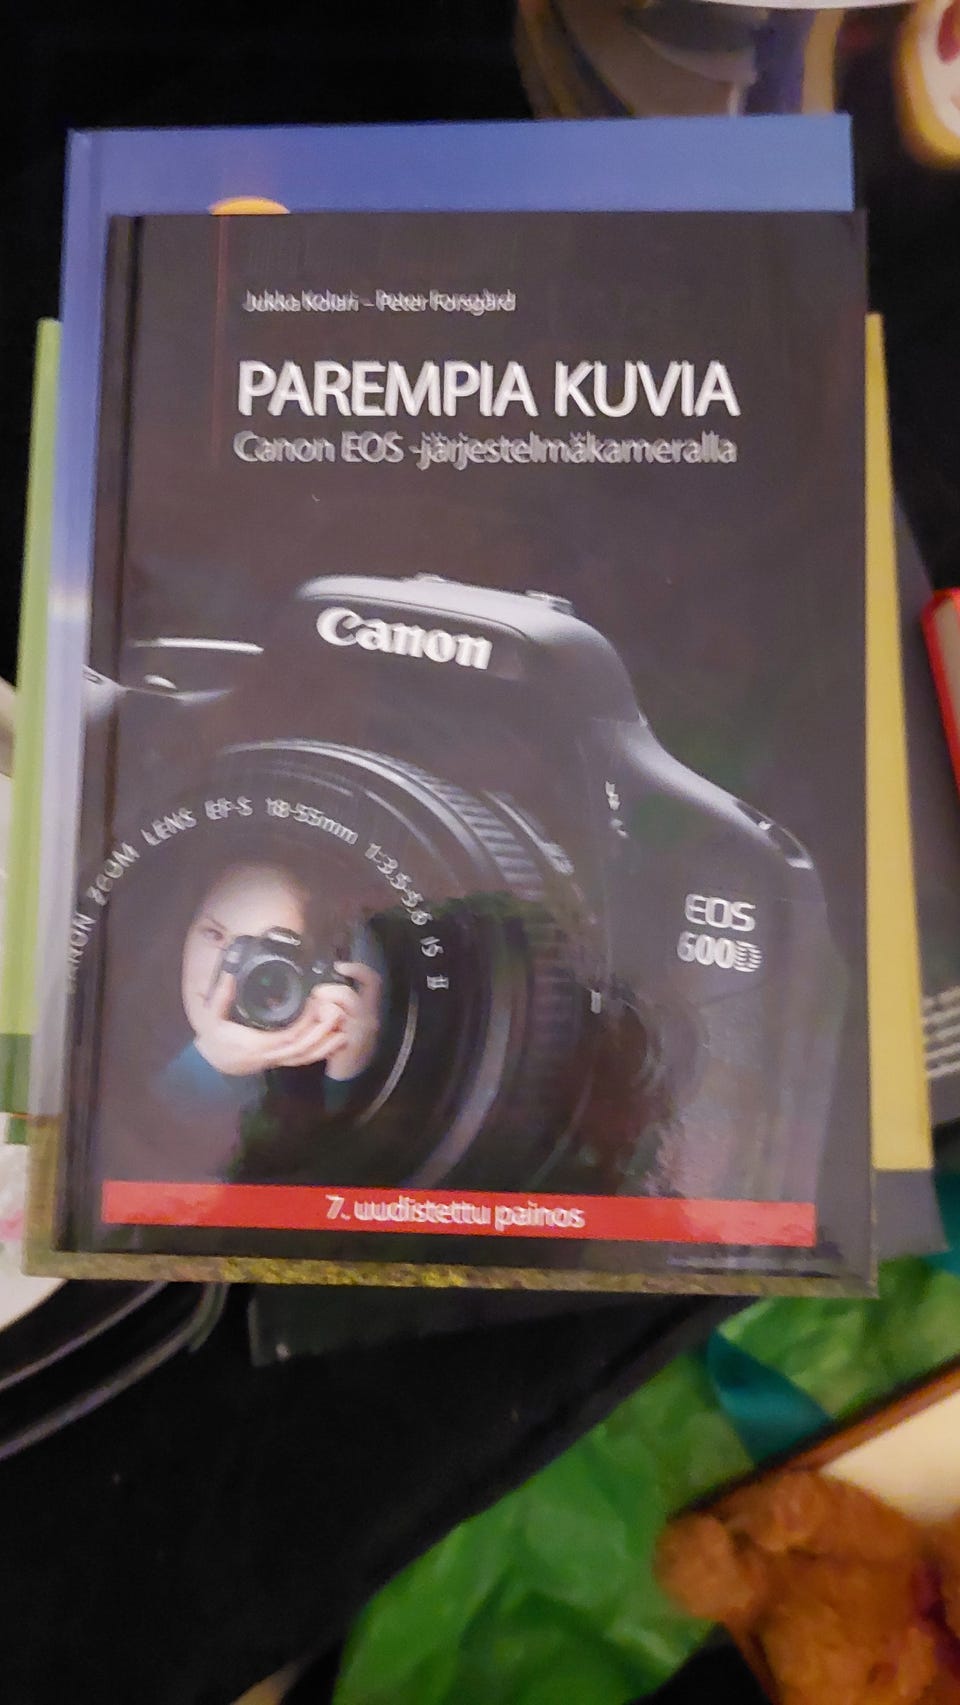 Jukka Kolari – Peter Forsgård
PAREMPIA KUVIA
Canon EOS -järjestelmäkameralla
Canon
CANON ZOOM LENS EF-S 18-55mm 1:3.5-5.6 IS II
EOS
600D
7. uudistettu painos